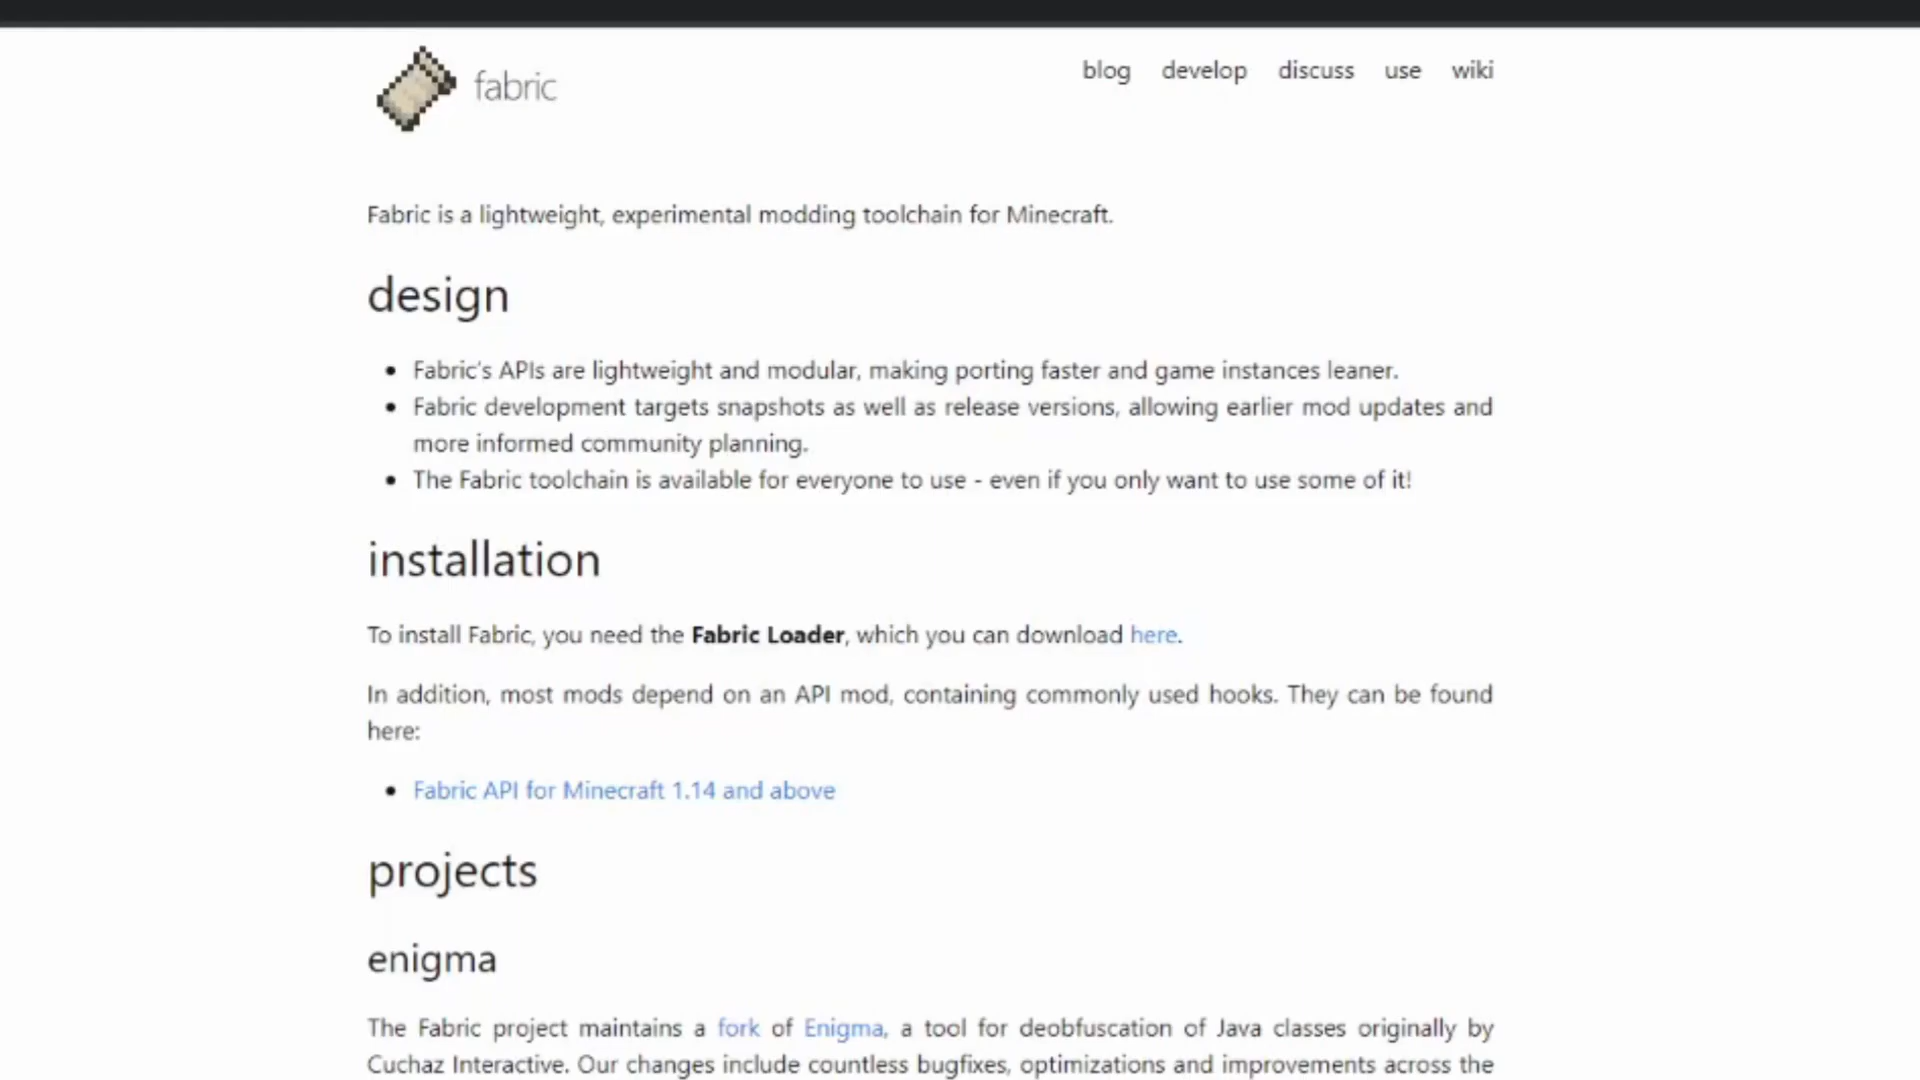 fabric
blog develop discuss use wiki
Fabric is a lightweight, experimental modding toolchain for Minecraft.
design
• Fabric's APIs are lightweight and modular, making porting faster and game instances leaner.
• Fabric development targets snapshots as well as release versions, allowing earlier mod updates and
more informed community planning.
• The Fabric toolchain is available for everyone to use - even if you only want to use some of it!
installation
To install Fabric, you need the Fabric Loader, which you can download here.
In addition, most mods depend on an API mod, containing commonly used hooks. They can be found
here:
• Fabric API for Minecraft 1.14 and above
projects
enigma
The Fabric project maintains a fork of Enigma, a tool for deobfuscation of Java classes originally by
Cuchaz Interactive. Our changes include countless bugfixes, optimizations and improvements across the